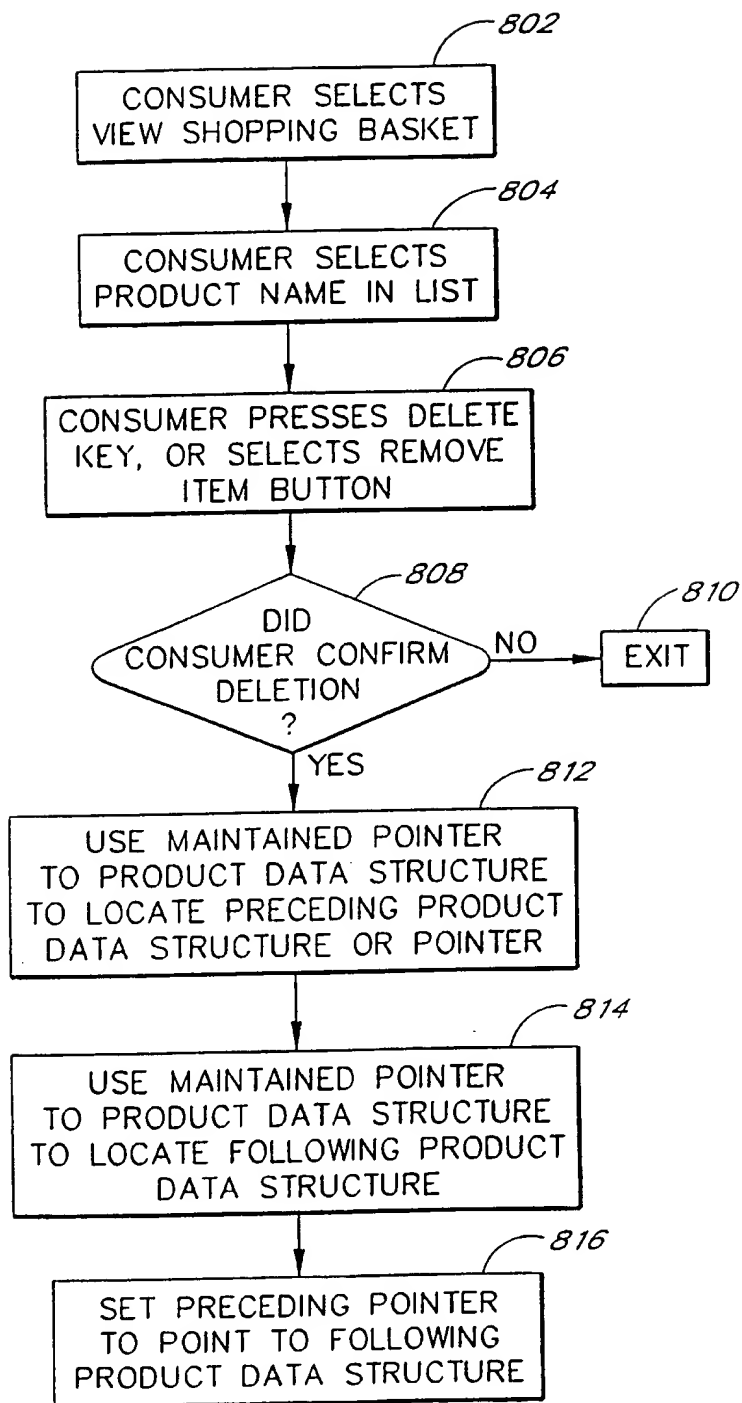 802
CONSUMER SELECTS
VIEW SHOPPING BASKET
804
CONSUMER SELECTS
PRODUCT NAME IN LIST
806
CONSUMER PRESSES DELETE
KEY, OR SELECTS REMOVE
ITEM BUTTON
808
DID
CONSUMER CONFIRM
DELETION
?
NO
810
EXIT
YES
812
USE MAINTAINED POINTER
TO PRODUCT DATA STRUCTURE
TO LOCATE PRECEDING PRODUCT
DATA STRUCTURE OR POINTER
814
USE MAINTAINED POINTER
TO PRODUCT DATA STRUCTURE
TO LOCATE FOLLOWING PRODUCT
DATA STRUCTURE
816
SET PRECEDING POINTER
TO POINT TO FOLLOWING
PRODUCT DATA STRUCTURE